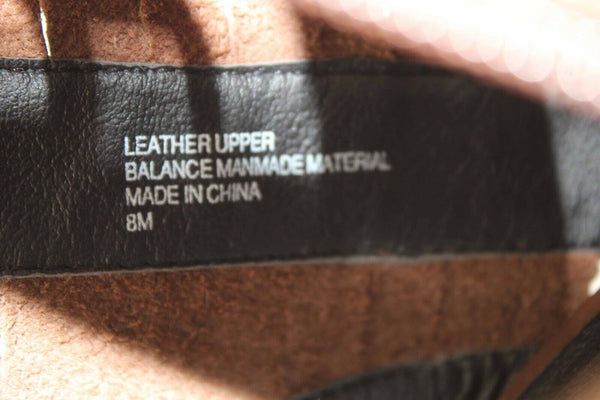 LEATHER UPPER
BALANCE MANMADE MATERIAL
MADE IN CHINA
8M